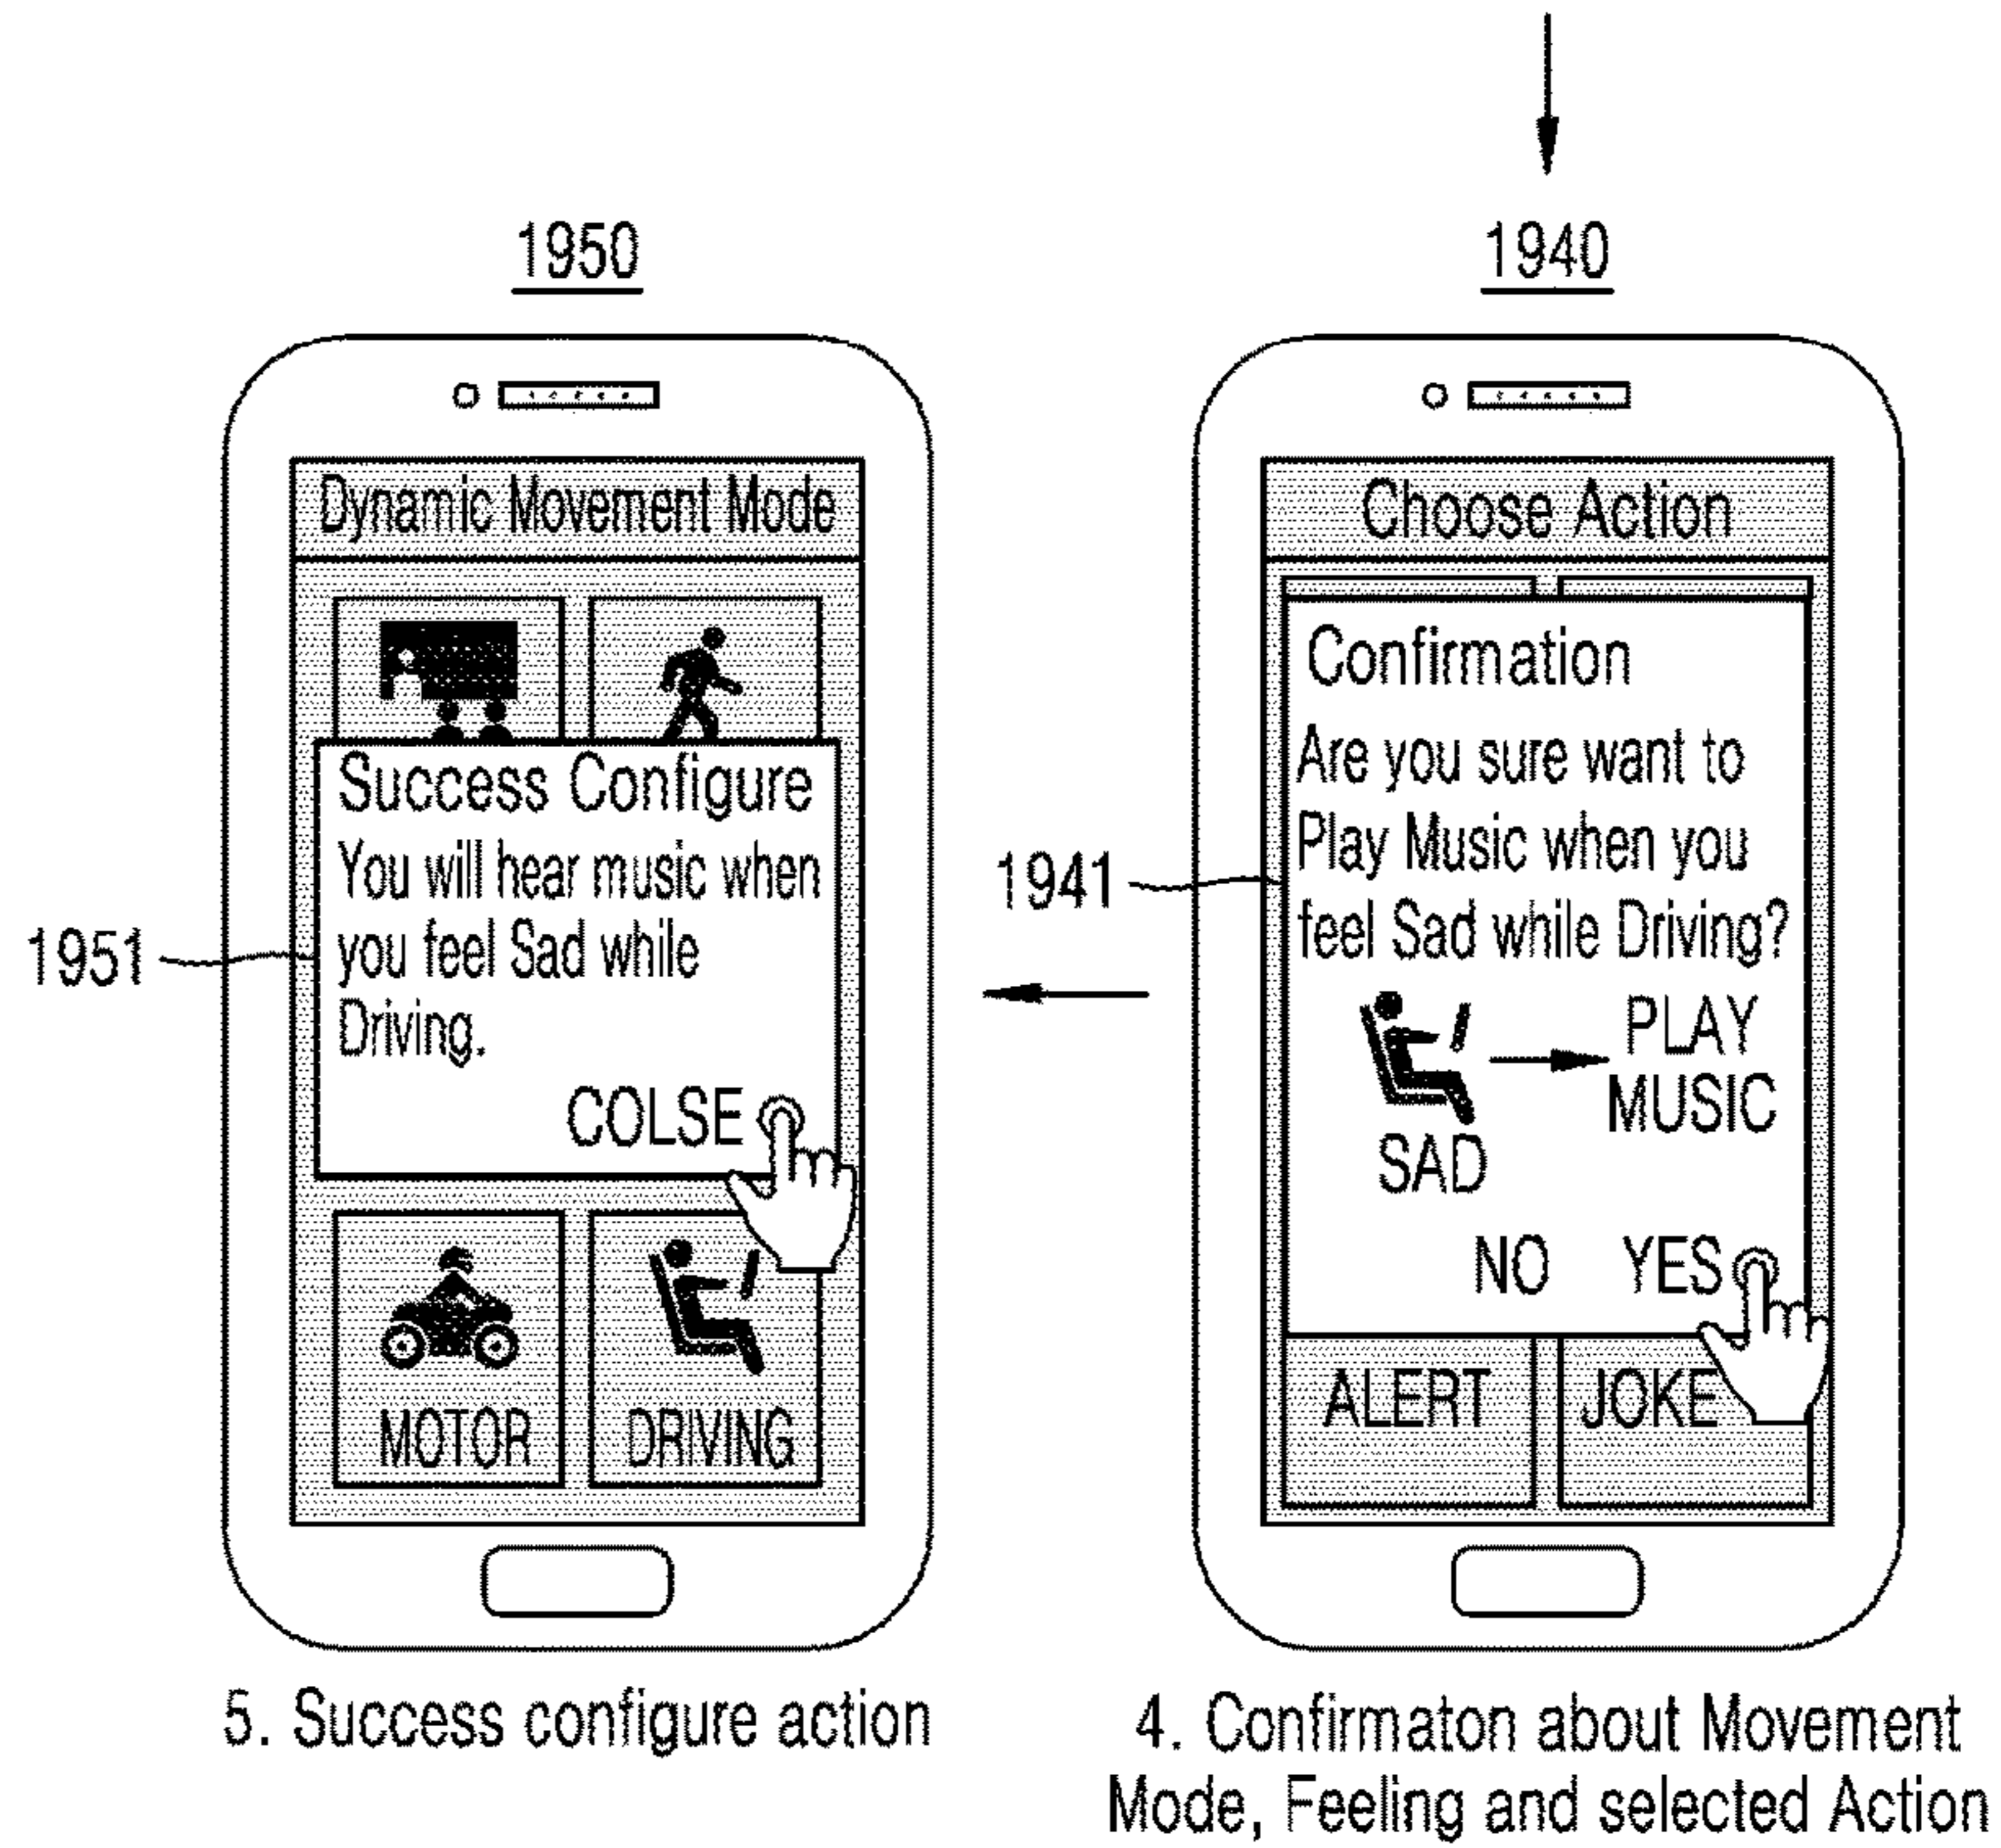 1950
Dynamic Movement Mode
Success Configure
You will hear music when
you feel Sad while
Driving.
COLSE
1951
MOTOR
DRIVING
5. Success configure action
1940
Choose Action
Confirmation
Are you sure want to
Play Music when you
feel Sad while Driving?
1941
PLAY
MUSIC
SAD
NO YES
ALERT
JOKE
4. Confirmaton about Movement
Mode, Feeling and selected Action